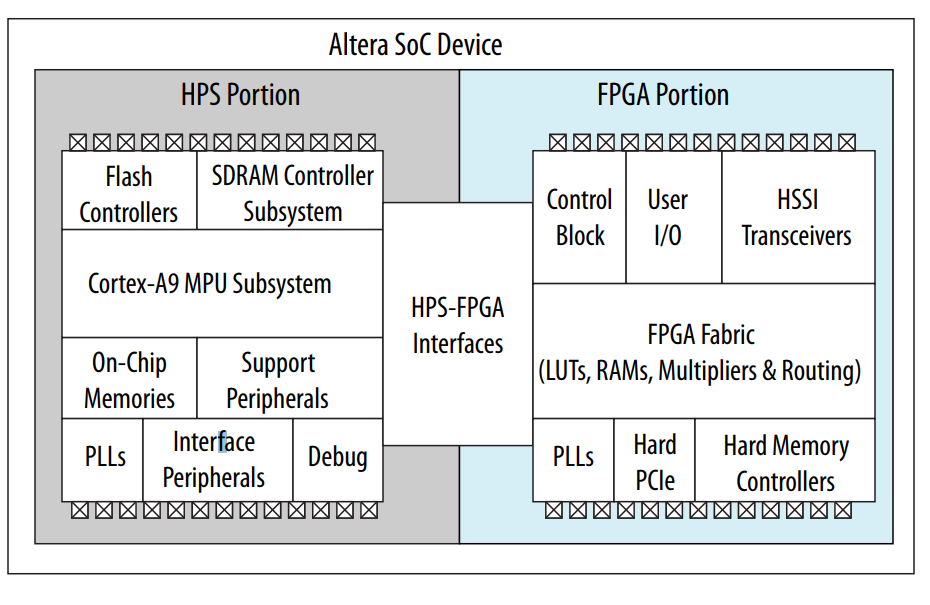 Altera SoC Device
HPS Portion
FPGA Portion
Flash
Controllers
SDRAM Controller
Subsystem
Cortex-A9 MPU Subsystem
On-Chip
Memories
Support
Peripherals
PLLs
Interface
Peripherals
Debug
HPS-FPGA
Interfaces
Control
Block
User
I/O
HSSI
Transceivers
FPGA Fabric
(LUTs, RAMs, Multipliers & Routing)
PLLs
Hard
PCIe
Hard Memory
Controllers